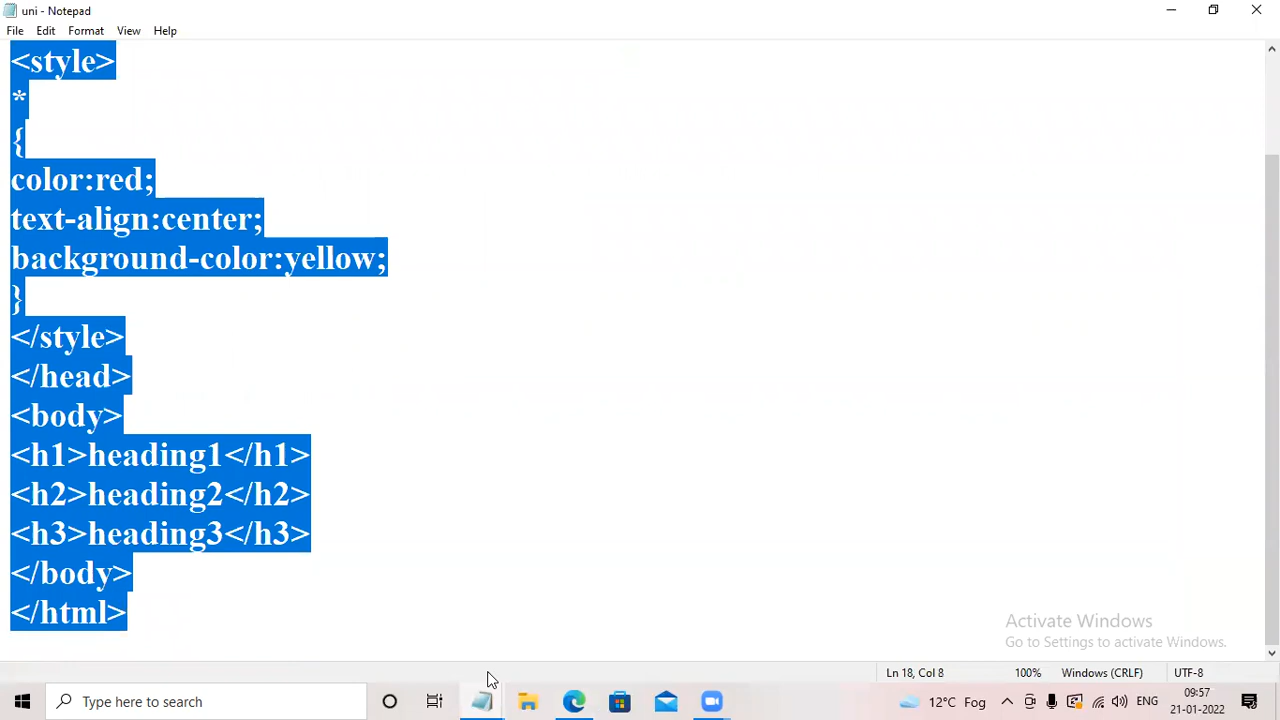 uni - Notepad
File Edit Format View Help
<style>
*
{
color:red;
text-align:center;
background-color:yellow;
}
</style>
</head>
<body>
<h1>heading1</h1>
<h2>heading2</h2>
<h3>heading3</h3>
</body>
</html>
Activate Windows
Go to Settings to activate Windows.
Ln 18, Col 8 100% Windows (CRLF) UTF-8
Type here to search 12°C Fog ENG 09:57
21-01-2022